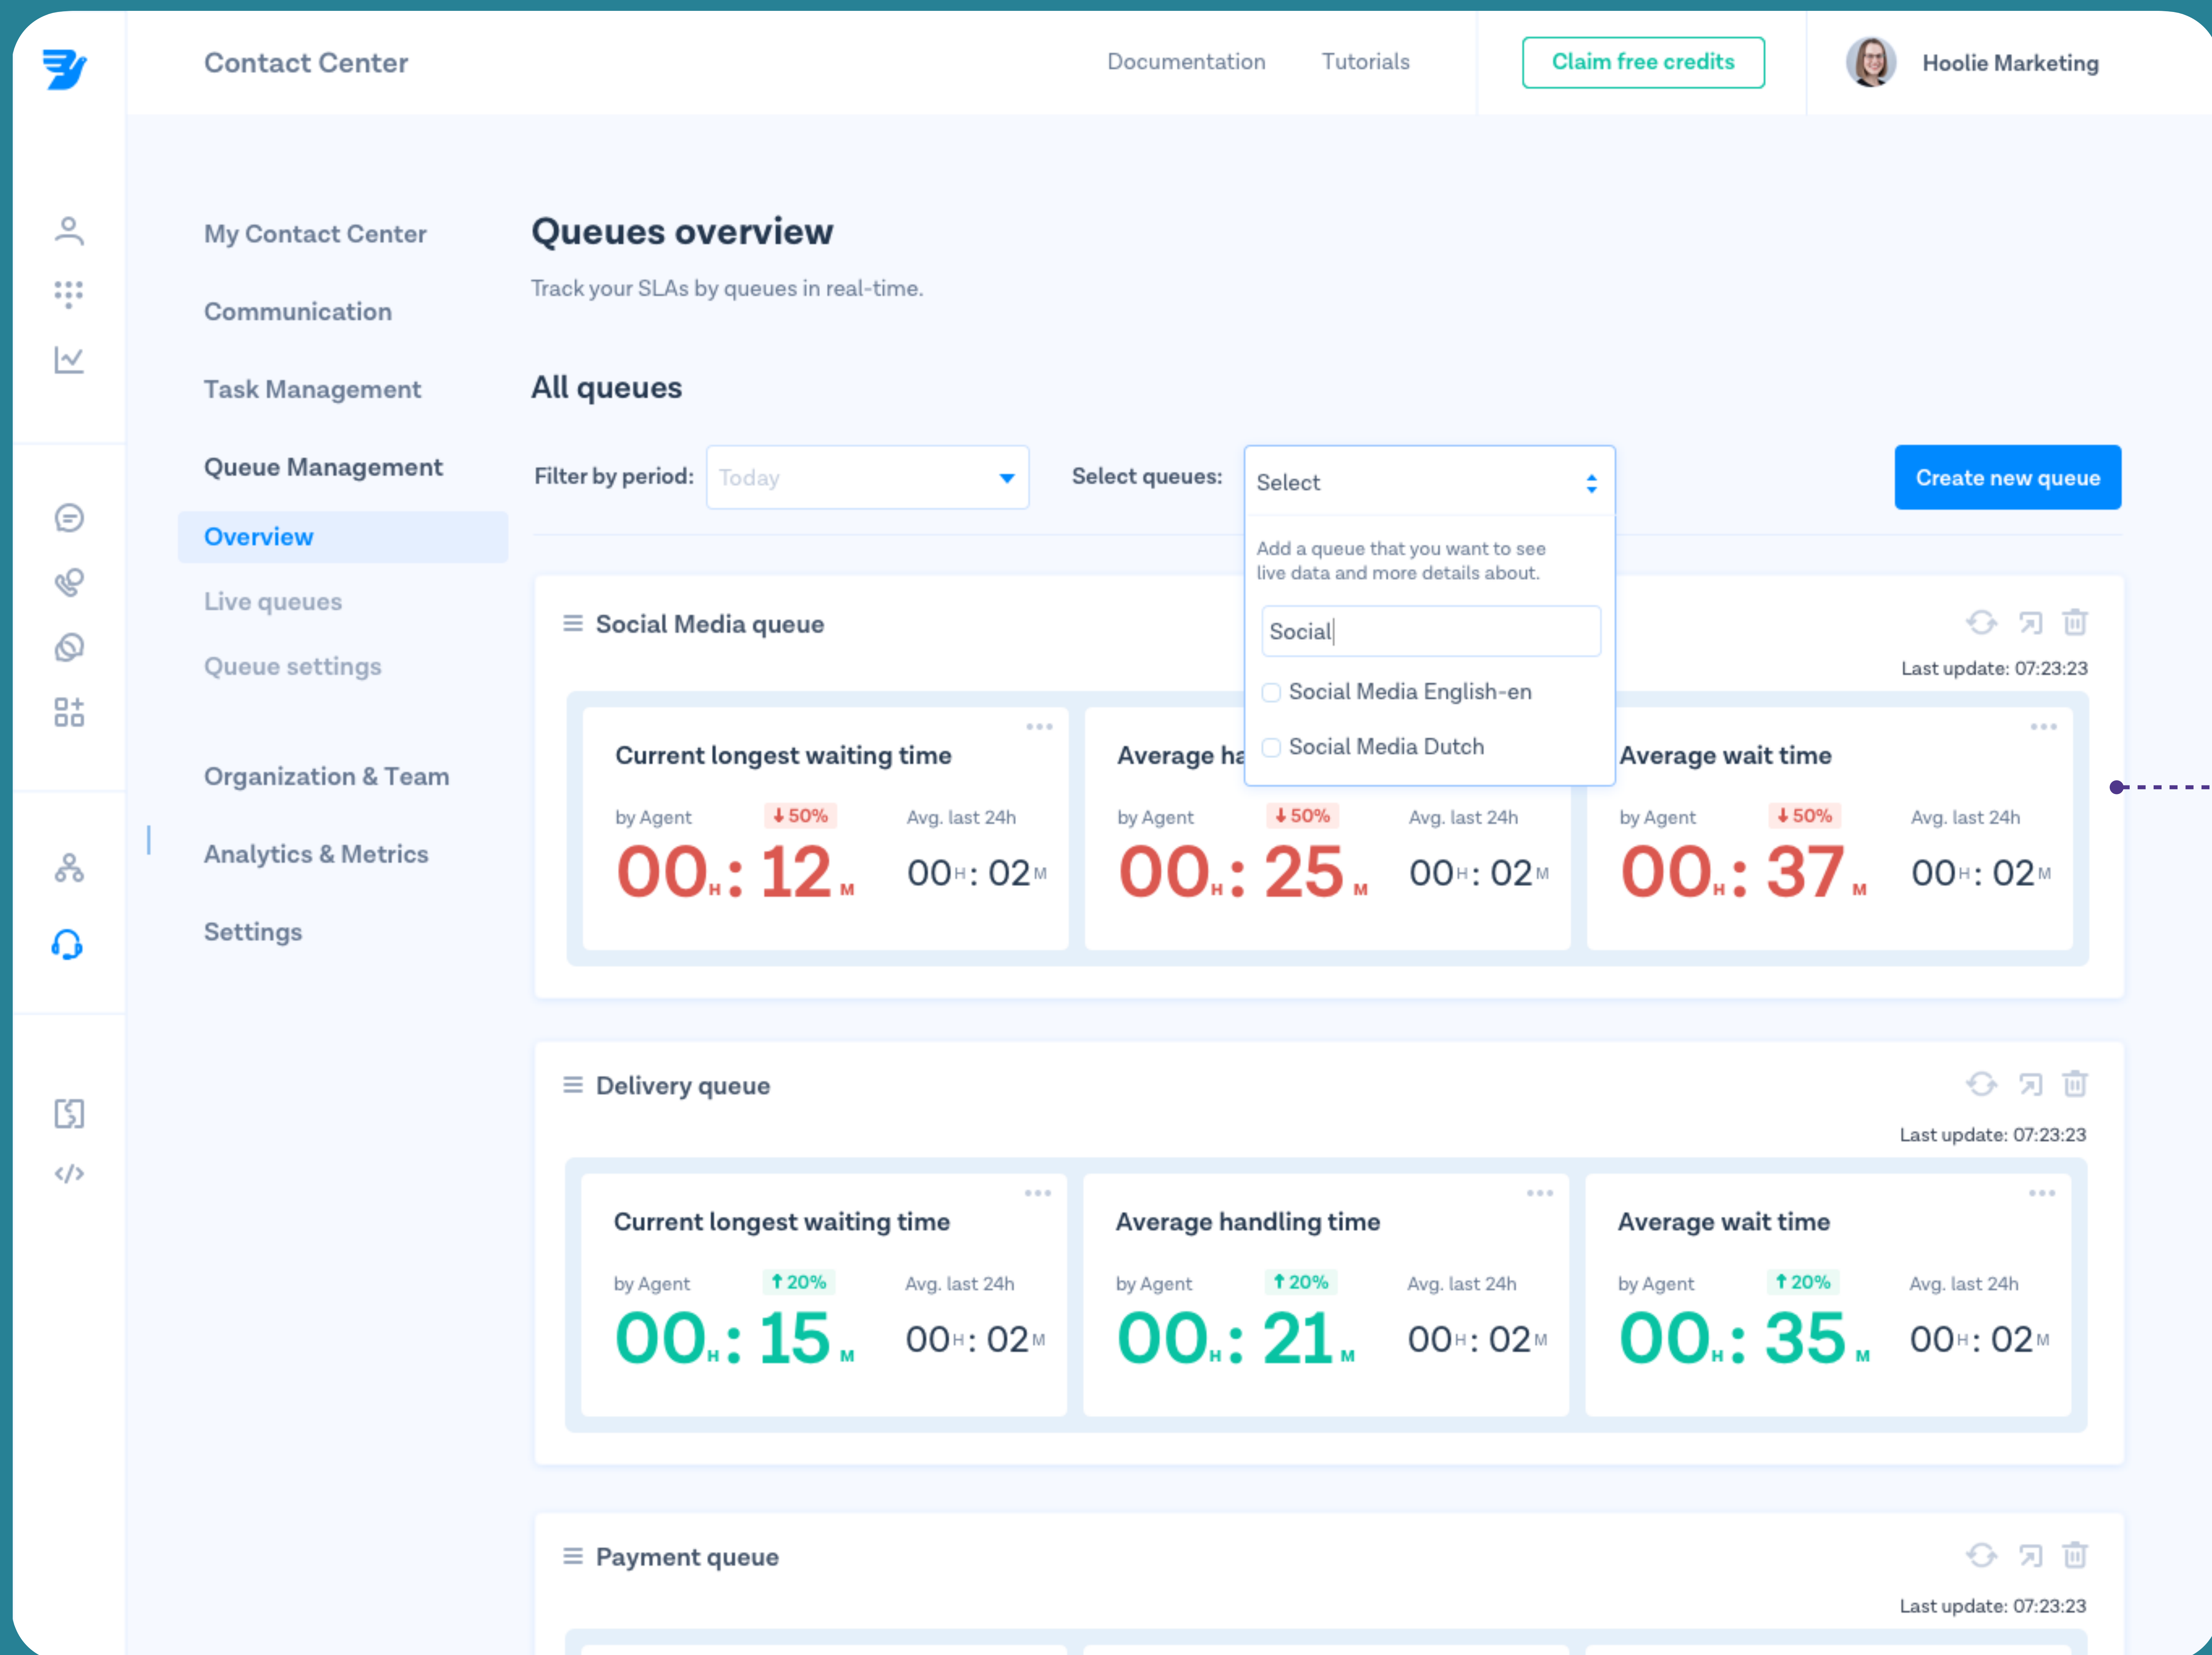 Contact Center
Documentation
Tutorials
Claim free credits
Hoolie Marketing
My Contact Center
Communication
Task Management
Queue Management
Overview
Live queues
Queue settings
Organization & Team
Analytics & Metrics
Settings
Queues overview
Track your SLAs by queues in real-time.
All queues
Filter by period:
Today
Select queues:
Select
Add a queue that you want to see
live data and more details about.
Social
Social Media English-en
Social Media Dutch
Create new queue
Social Media queue
Last update: 07:23:23
Current longest waiting time
by Agent
50%
Avg. last 24h
00H: 12M
00H: 02M
Average ha
by Agent
50%
Avg. last 24h
00H: 25M
00H: 02M
Average wait time
by Agent
50%
Avg. last 24h
00H: 37M
00H: 02M
Delivery queue
Last update: 07:23:23
Current longest waiting time
by Agent
20%
Avg. last 24h
00H: 15M
00H: 02M
Average handling time
by Agent
20%
Avg. last 24h
00H: 21M
00H: 02M
Average wait time
by Agent
20%
Avg. last 24h
00H: 35M
00H: 02M
Payment queue
Last update: 07:23:23